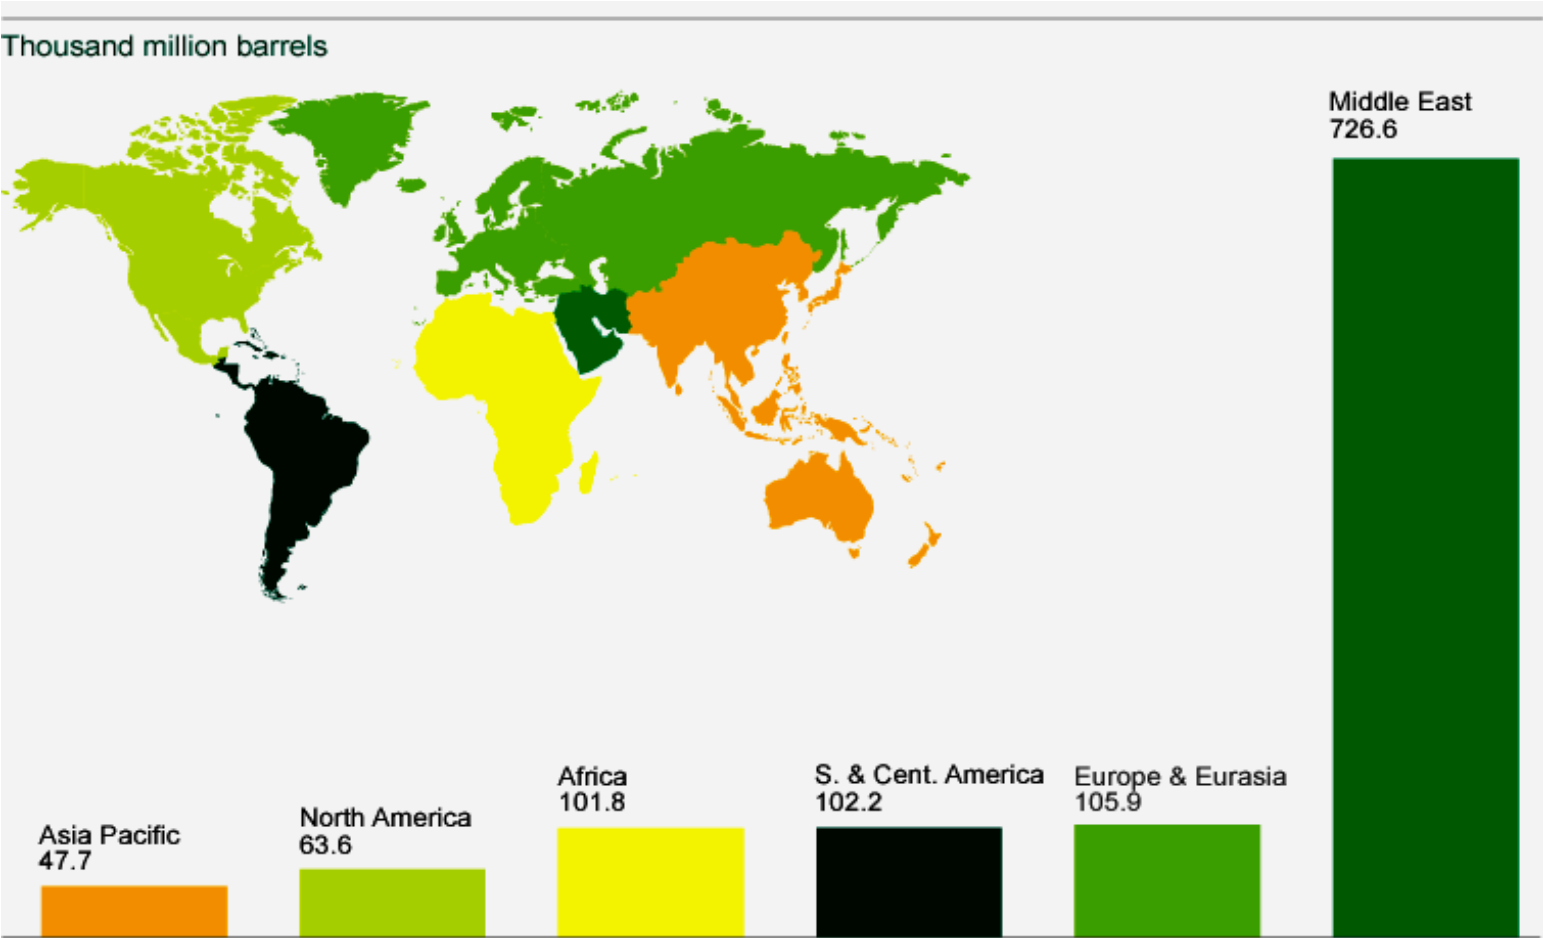 Thousand million barrels
Middle East
726.6
Africa
101.8
S. & Cent. America
102.2
Europe & Eurasia
105.9
North America
63.6
Asia Pacific
47.7